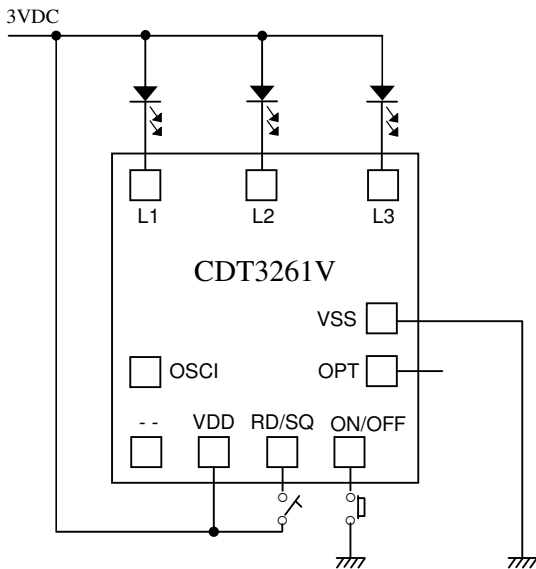 3VDC
L1 L2 L3
CDT3261V
VSS
OSCI OPT
- - VDD RD/SQ ON/OFF